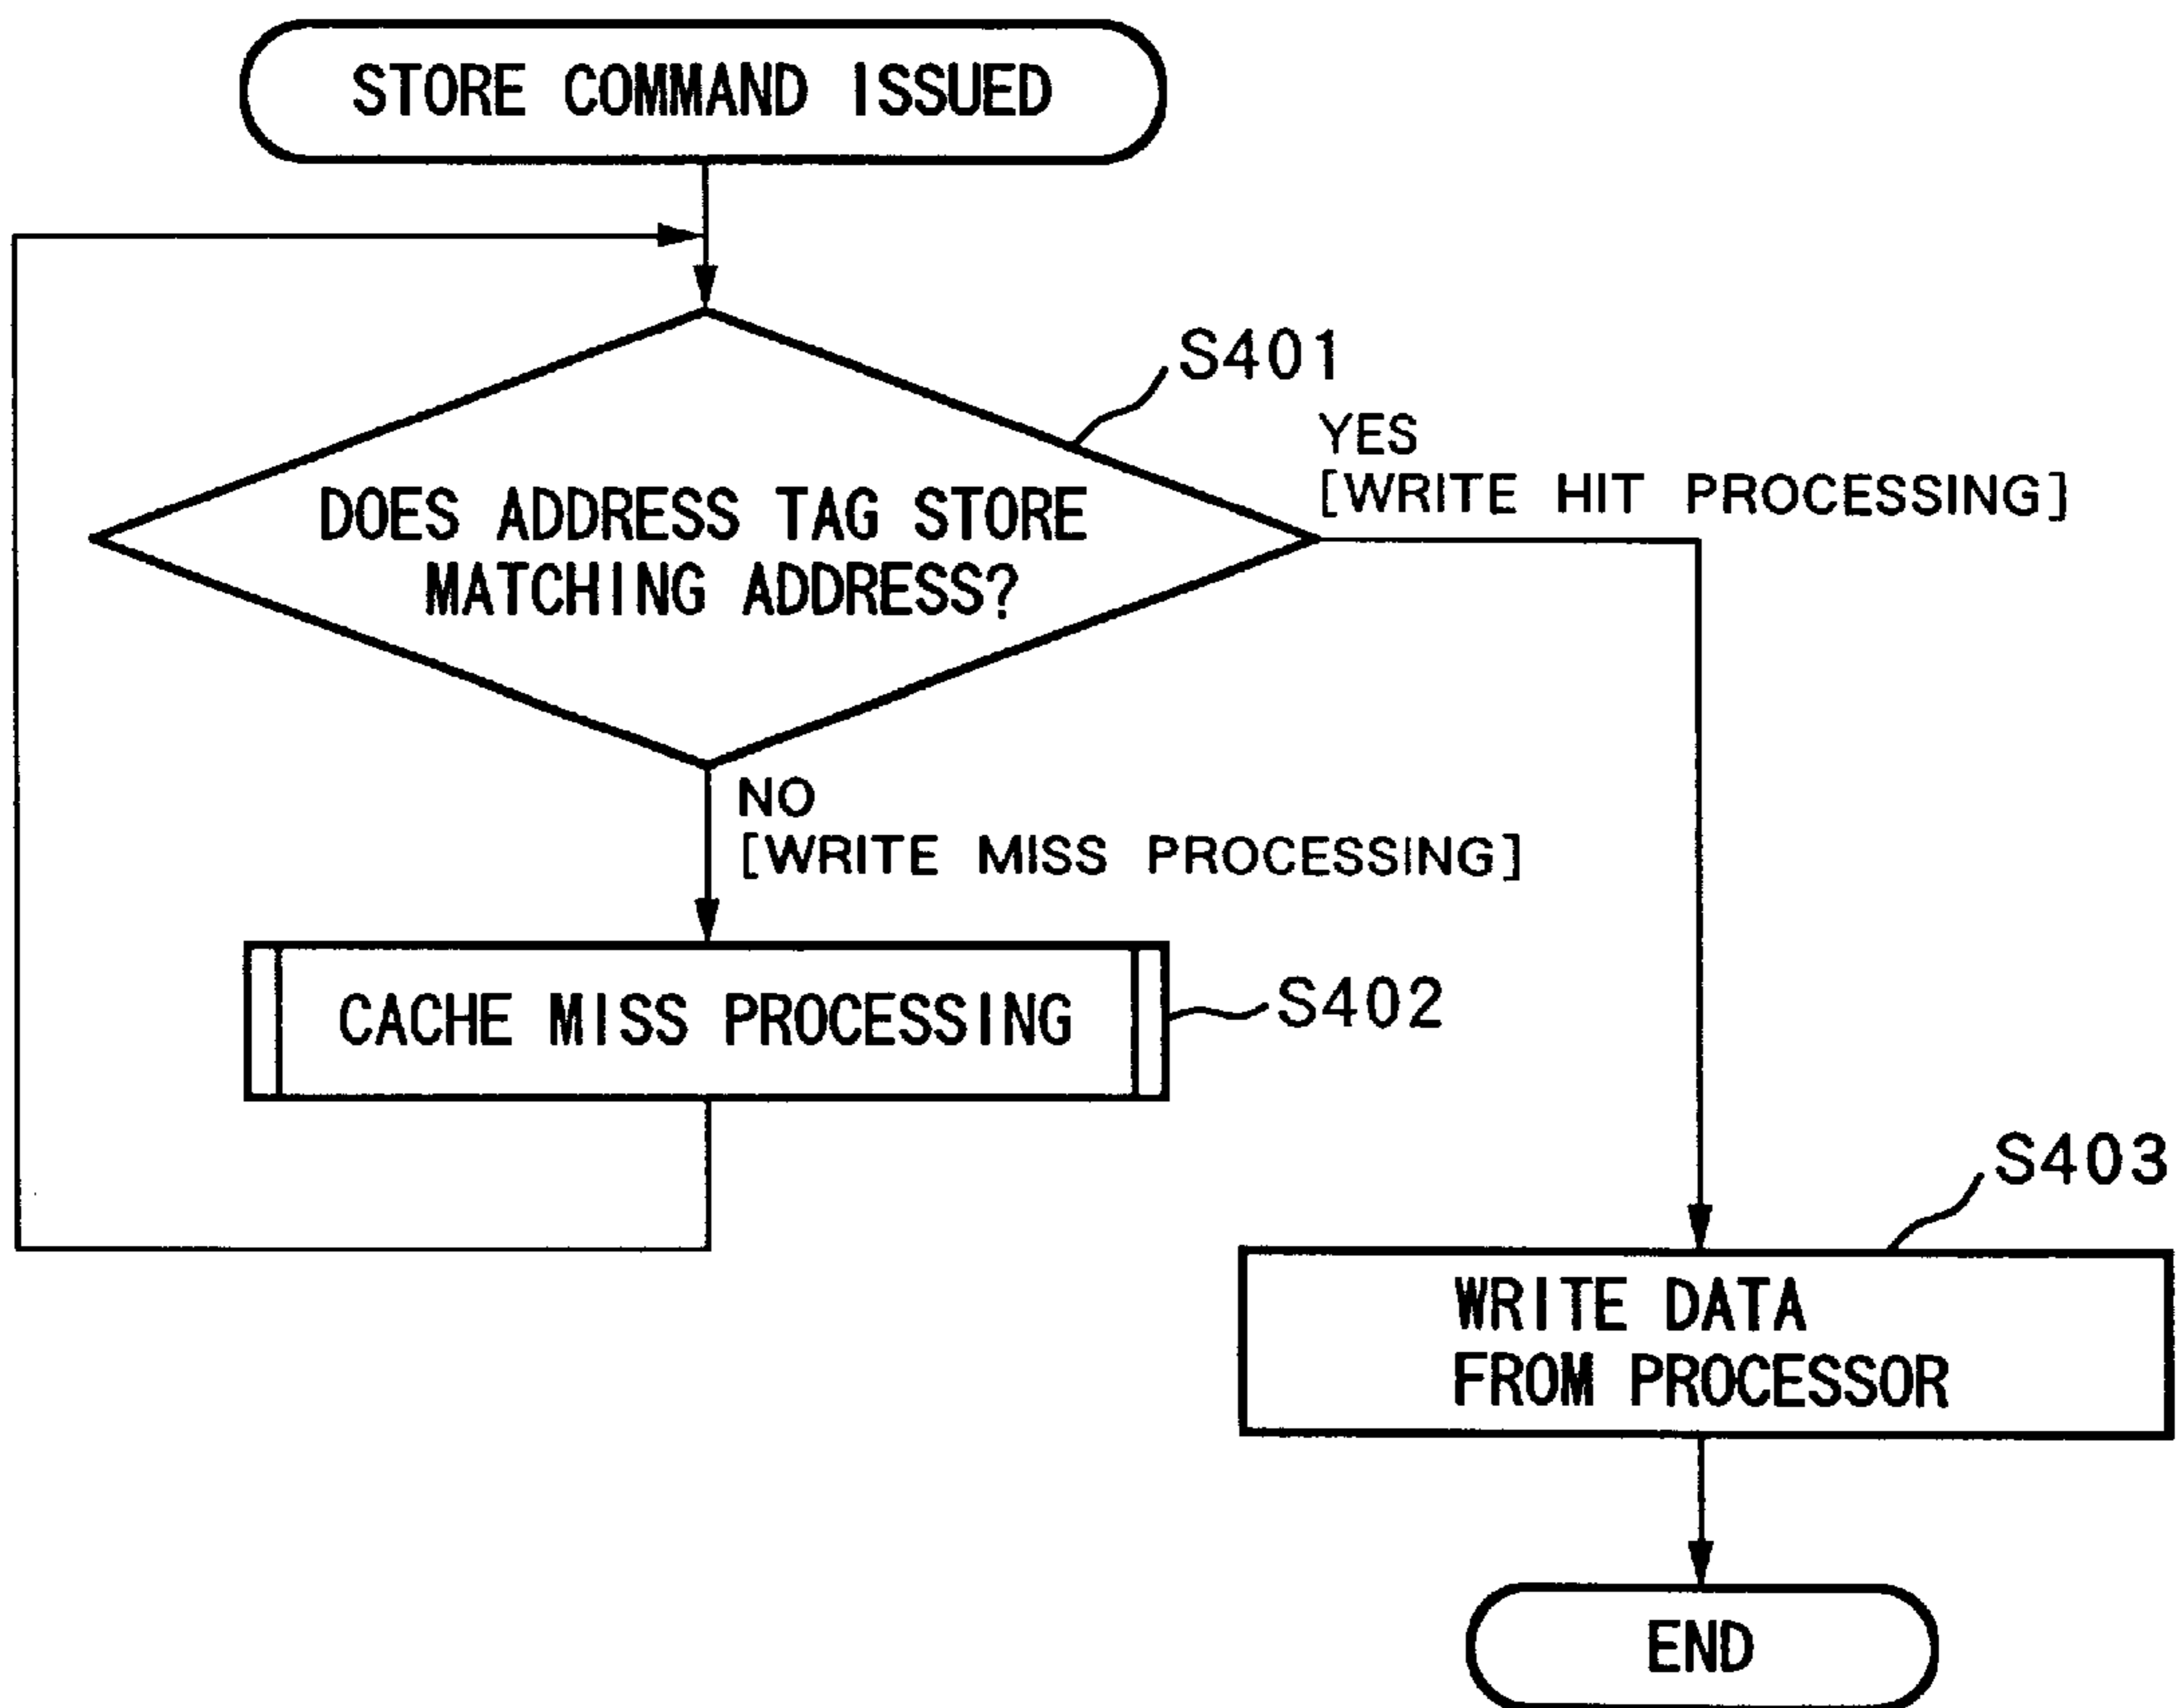 STORE COMMAND ISSUED
S401
YES
[WRITE HIT PROCESSING]
DOES ADDRESS TAG STORE
MATCHING ADDRESS?
NO
[WRITE MISS PROCESSING]
CACHE MISS PROCESSING
S402
S403
WRITE DATA
FROM PROCESSOR
END